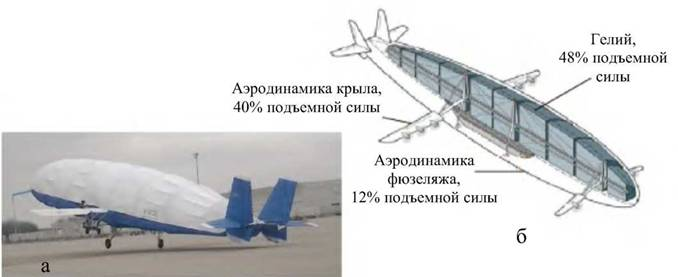 Гелий,
48% подъемной
силы
Аэродинамика крыла,
40% подъемной силы
Аэродинамика
фюзеляжа,
12% подъемной силы
а
б